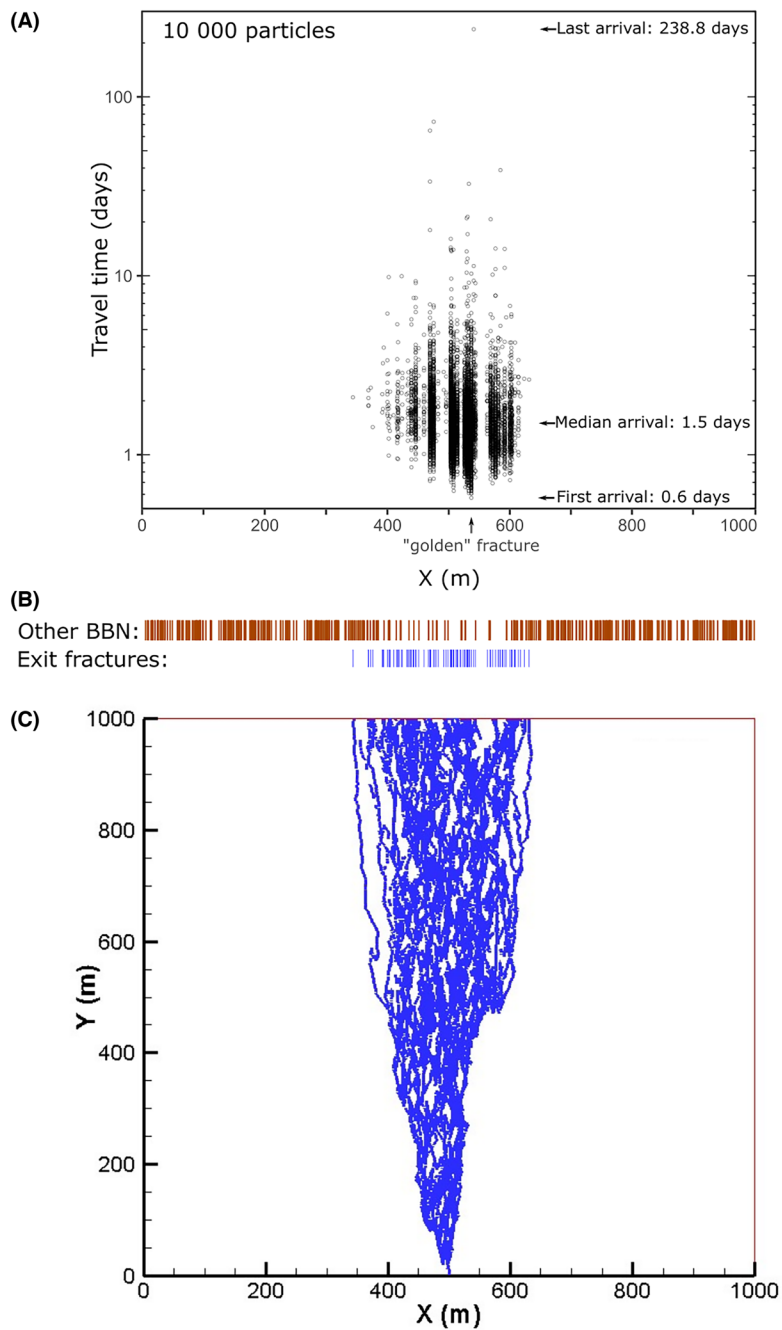 (A)
10 000 particles
Last arrival: 238.8 days
100
10
Median arrival: 1.5 days
1
First arrival: 0.6 days
Travel time (days)
0 200 400 600 800 1000
"golden" fracture
X (m)
(B)
Other BBN:
Exit fractures:
(C)
1000
800
600
400
200
0
Y (m)
0 200 400 600 800 1000
X (m)